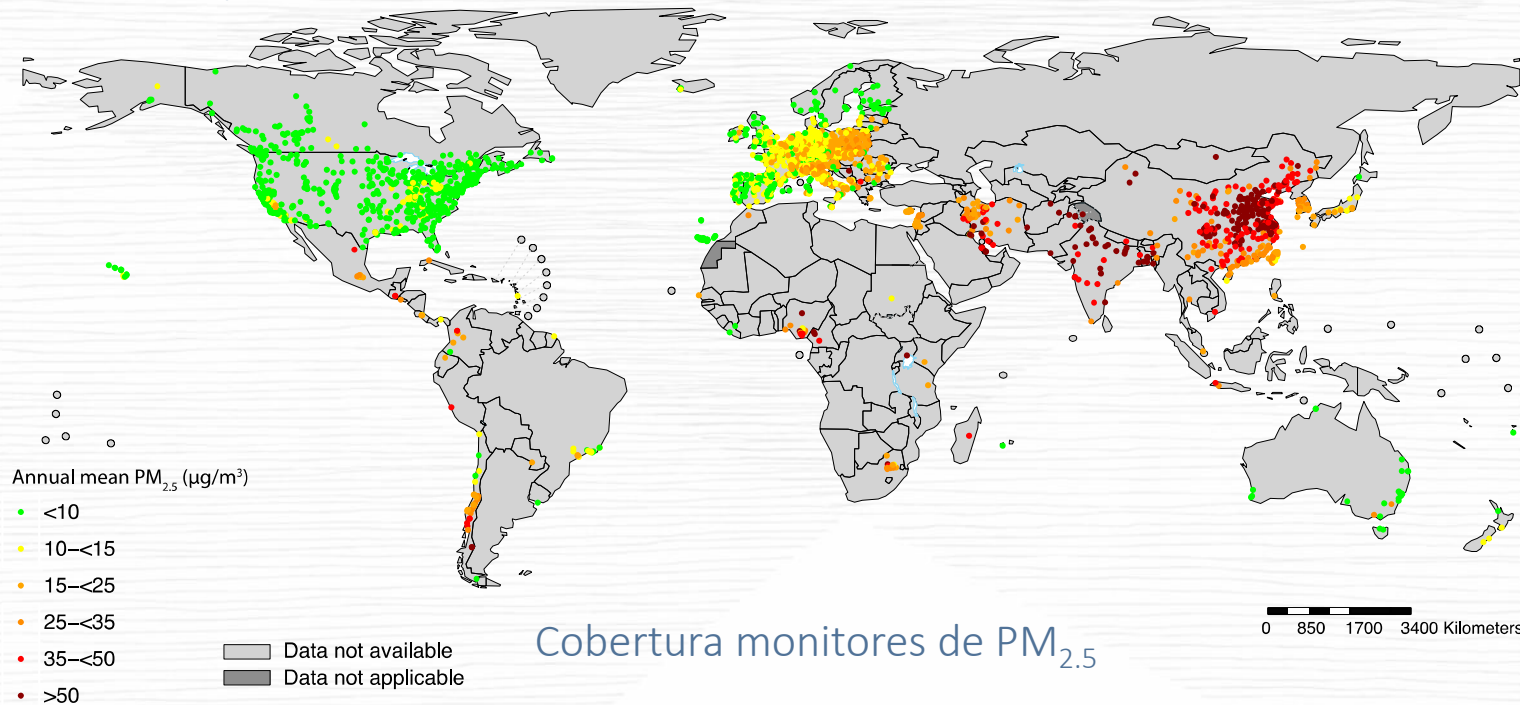 Annual mean PM2.5 (µg/m³)
<10
10–<15
15–<25
25–<35
35–<50
>50
Data not available
Data not applicable
Cobertura monitores de PM2.5
0 850 1700 3400 Kilometers